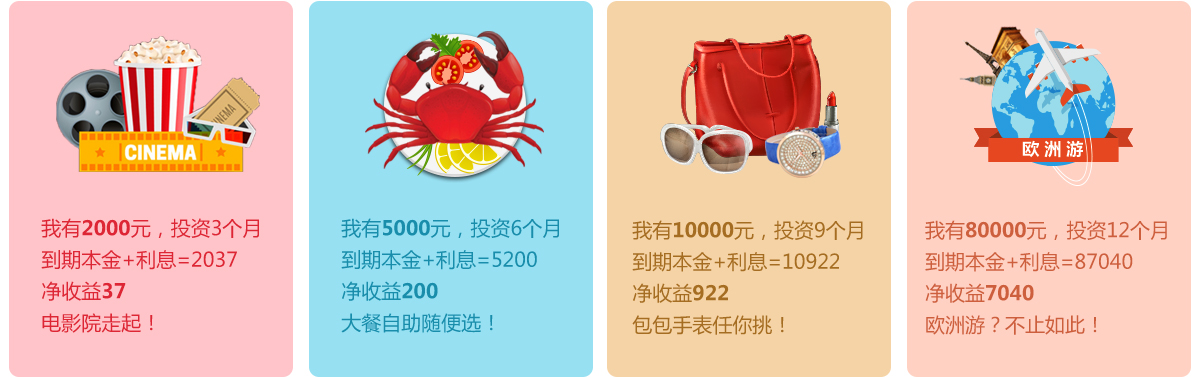 CINEMA
CINEMA
我有2000元，投资3个月
到期本金+利息=2037
净收益37
电影院走起！
我有5000元，投资6个月
到期本金+利息=5200
净收益200
大餐自助随便选！
我有10000元，投资9个月
到期本金+利息=10922
净收益922
包包手表任你挑！
欧洲游
我有80000元，投资12个月
到期本金+利息=87040
净收益7040
欧洲游？不止如此！